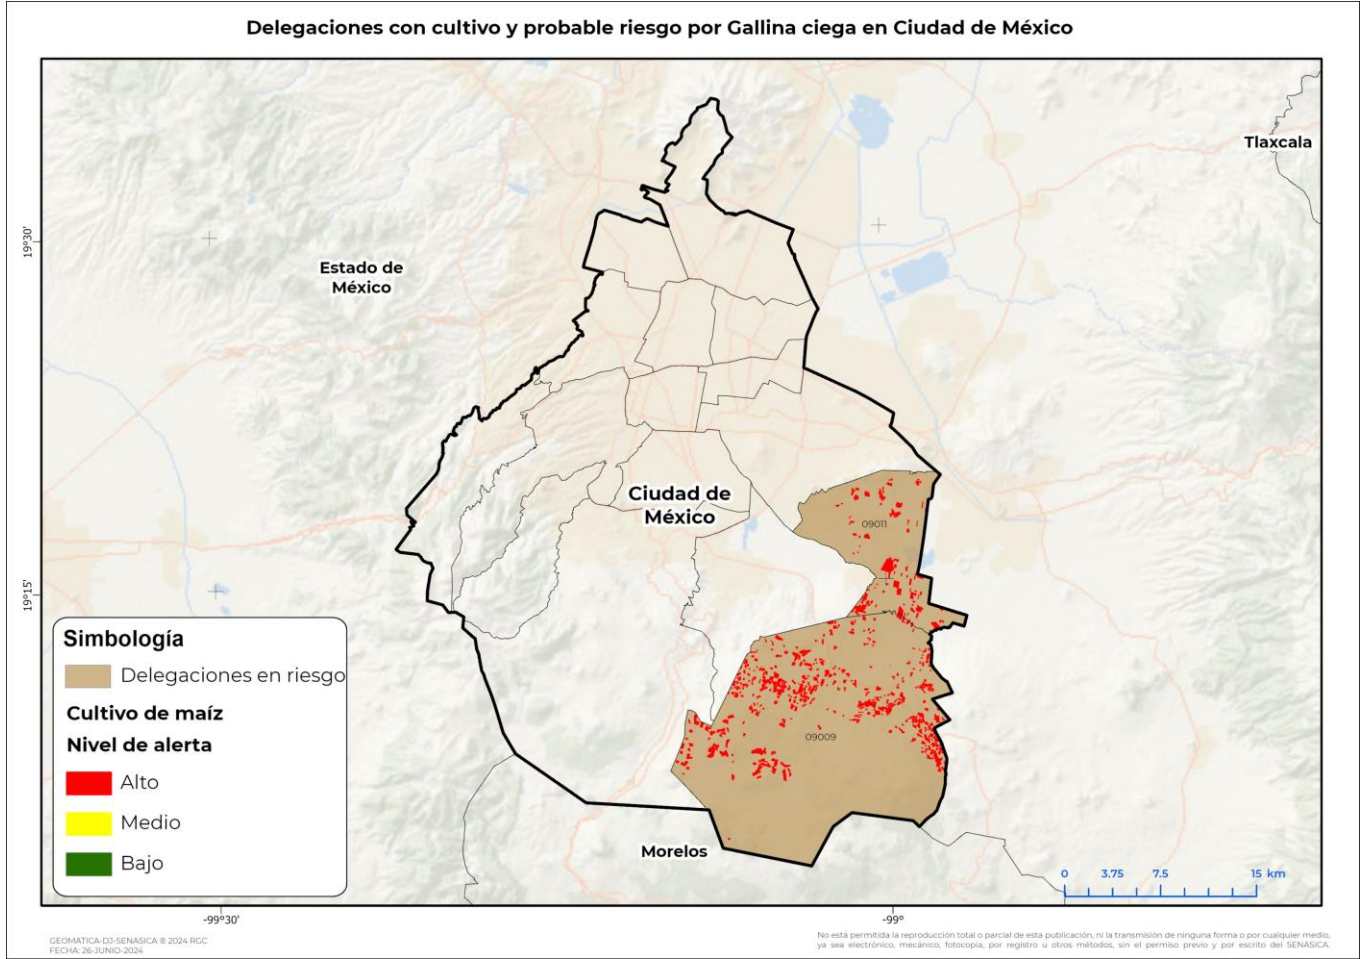 Delegaciones con cultivo y probable riesgo por Gallina ciega en Ciudad de México
Tlaxcala
19°30'
Estado de
México
Ciudad de
México
09011
19°15'
09009
Morelos
Simbología
Delegaciones en riesgo
Cultivo de maíz
Nivel de alerta
Alto
Medio
Bajo
0 3.75 7.5 15 km
-99°30' -99°
GEOMATICA-DJ-SENASICA ® 2024 RGC
FECHA: 26-JUNIO-2024
No está permitida la reproducción total o parcial de esta publicación, ni la transmisión de ninguna forma o por cualquier medio,
ya sea electrónico, mecánico, fotocopia, por registro u otros métodos, sin el permiso previo y por escrito del SENASICA.